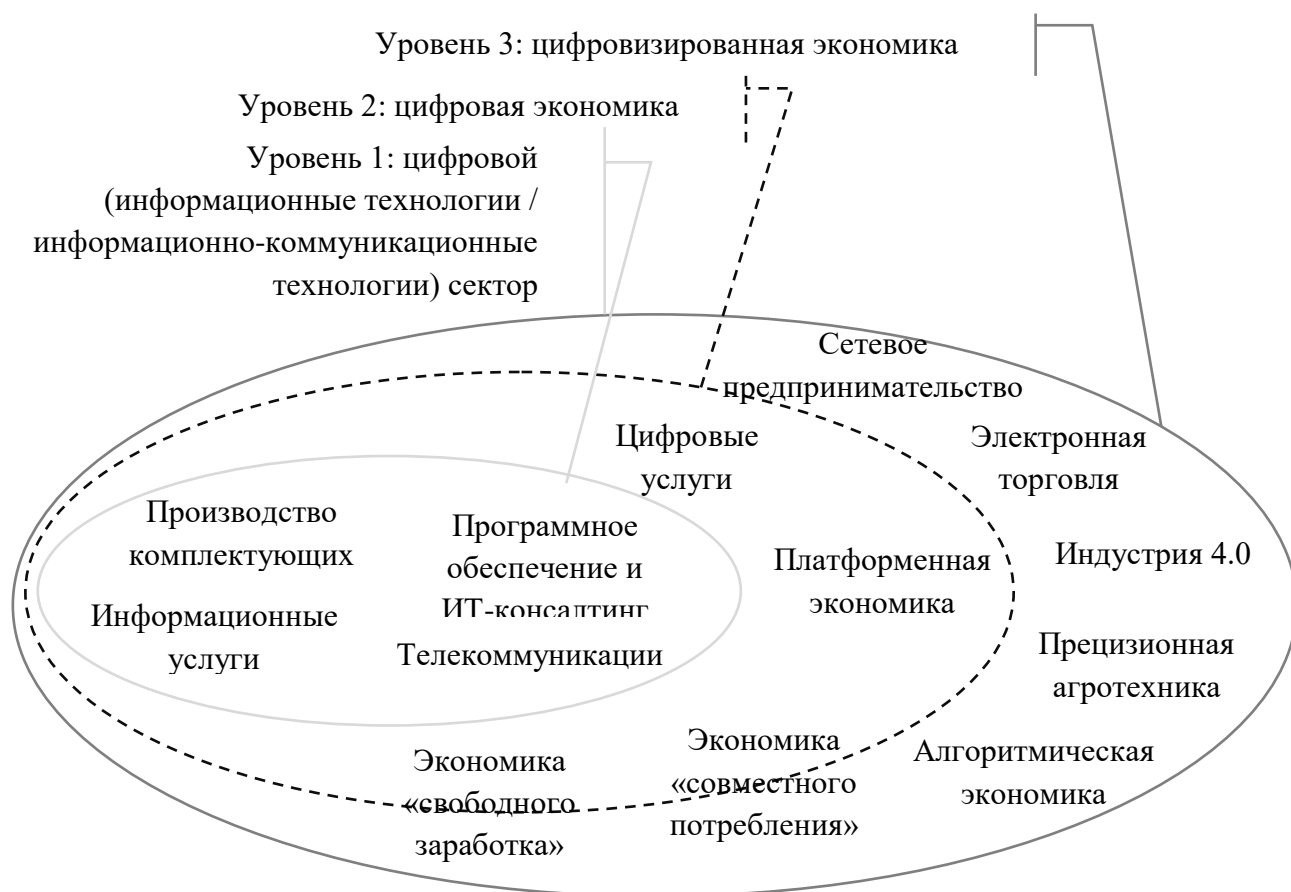 Уровень 3: цифровизированная экономика
Уровень 2: цифровая экономика
Уровень 1: цифровой
(информационные технологии /
информационно-коммуникационные
технологии) сектор
Сетевое
предпринимательство
Цифровые
услуги
Электронная
торговля
Производство
комплектующих
Программное
обеспечение и
ИТ-консалтинг
Платформенная
экономика
Индустрия 4.0
Информационные
услуги
Телекоммуникации
Прецизионная
агротехника
Экономика
«свободного
заработка»
Экономика
«совместного
потребления»
Алгоритмическая
экономика